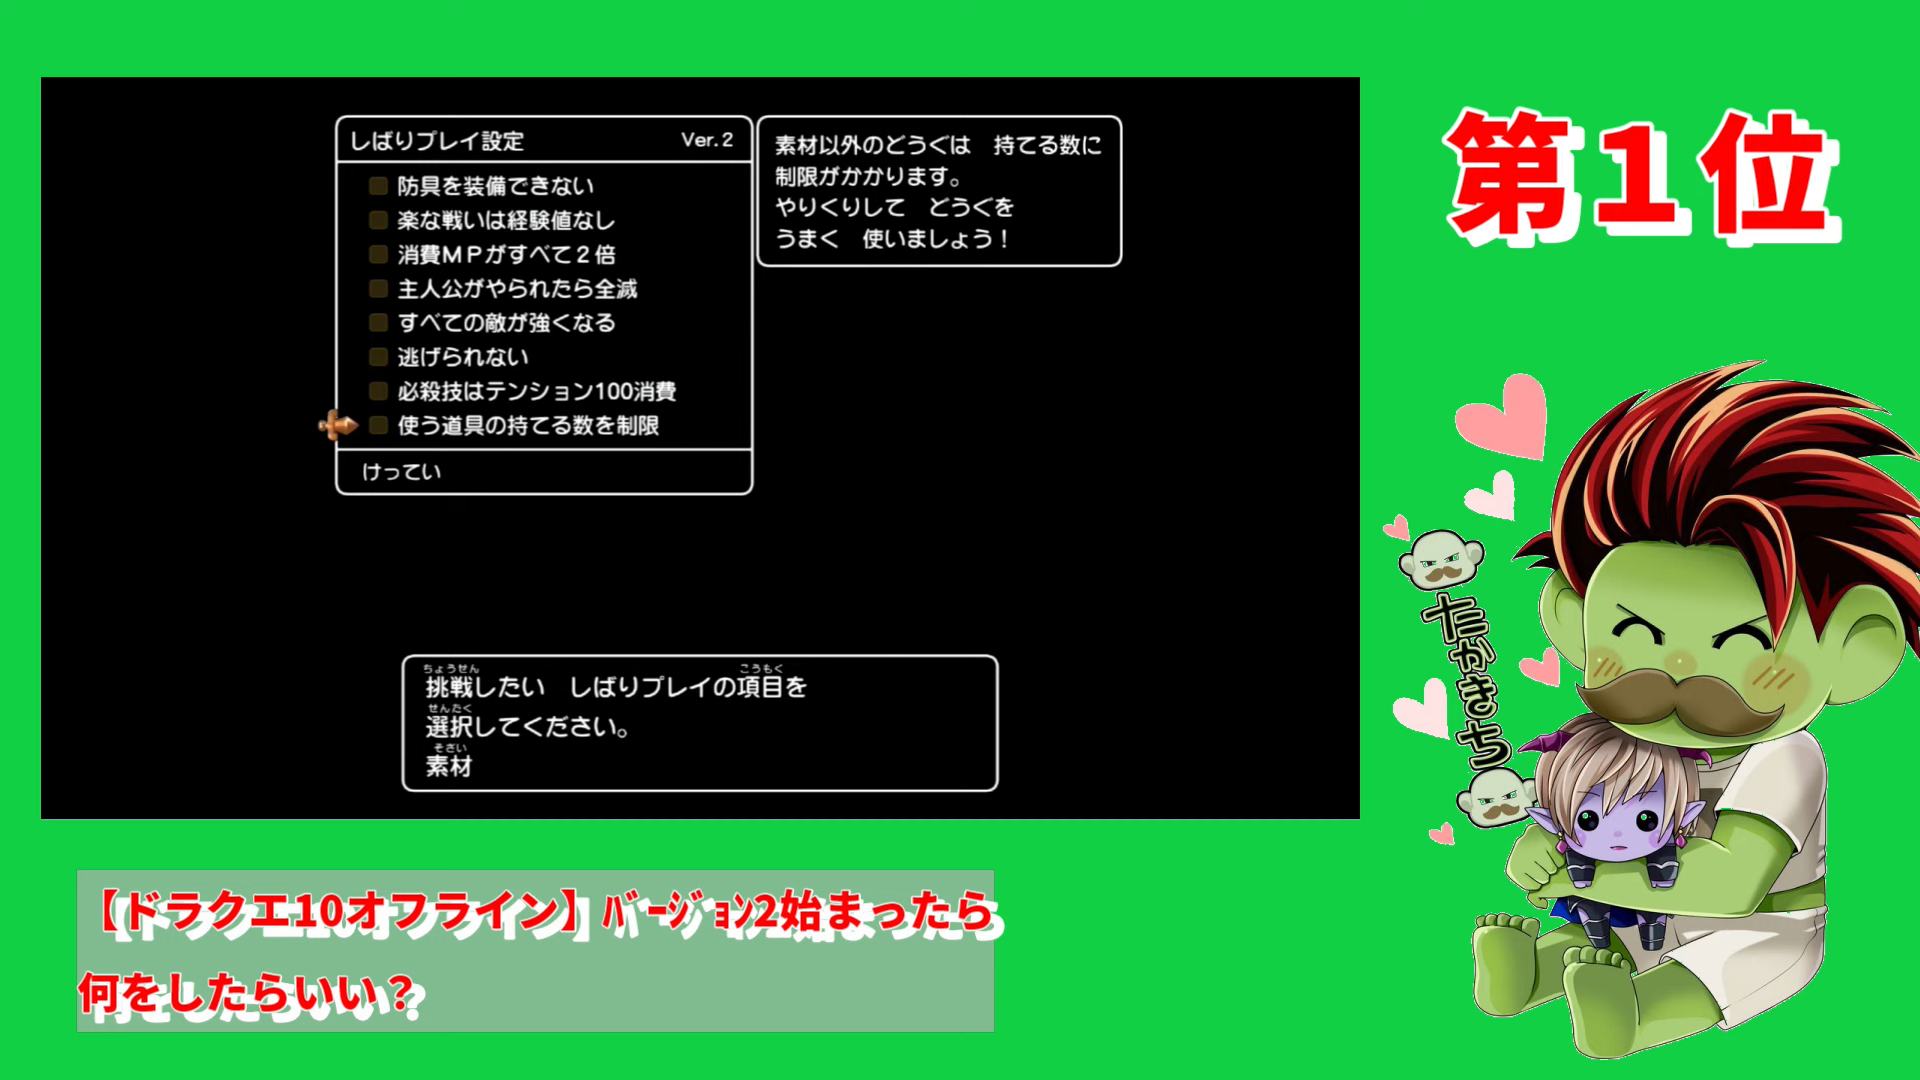 しばりプレイ設定 Ver.2
防具を装備できない
楽な戦いは経験値なし
消費MPがすべて2倍
主人公がやられたら全滅
すべての敵が強くなる
逃げられない
必殺技はテンション100消費
使う道具の持てる数を制限
けってい
素材以外のどうぐは　持てる数に
制限がかかります。
やりくりして　どうぐを
うまく　使いましょう！
ちょうせん こうもく
挑戦したい　しばりプレイの項目を
せんたく
選択してください。
そざい
素材
第1位
たかきち
【ドラクエ10オフライン】ﾊﾞｰｼﾞｮﾝ2始まったら
何をしたらいい？